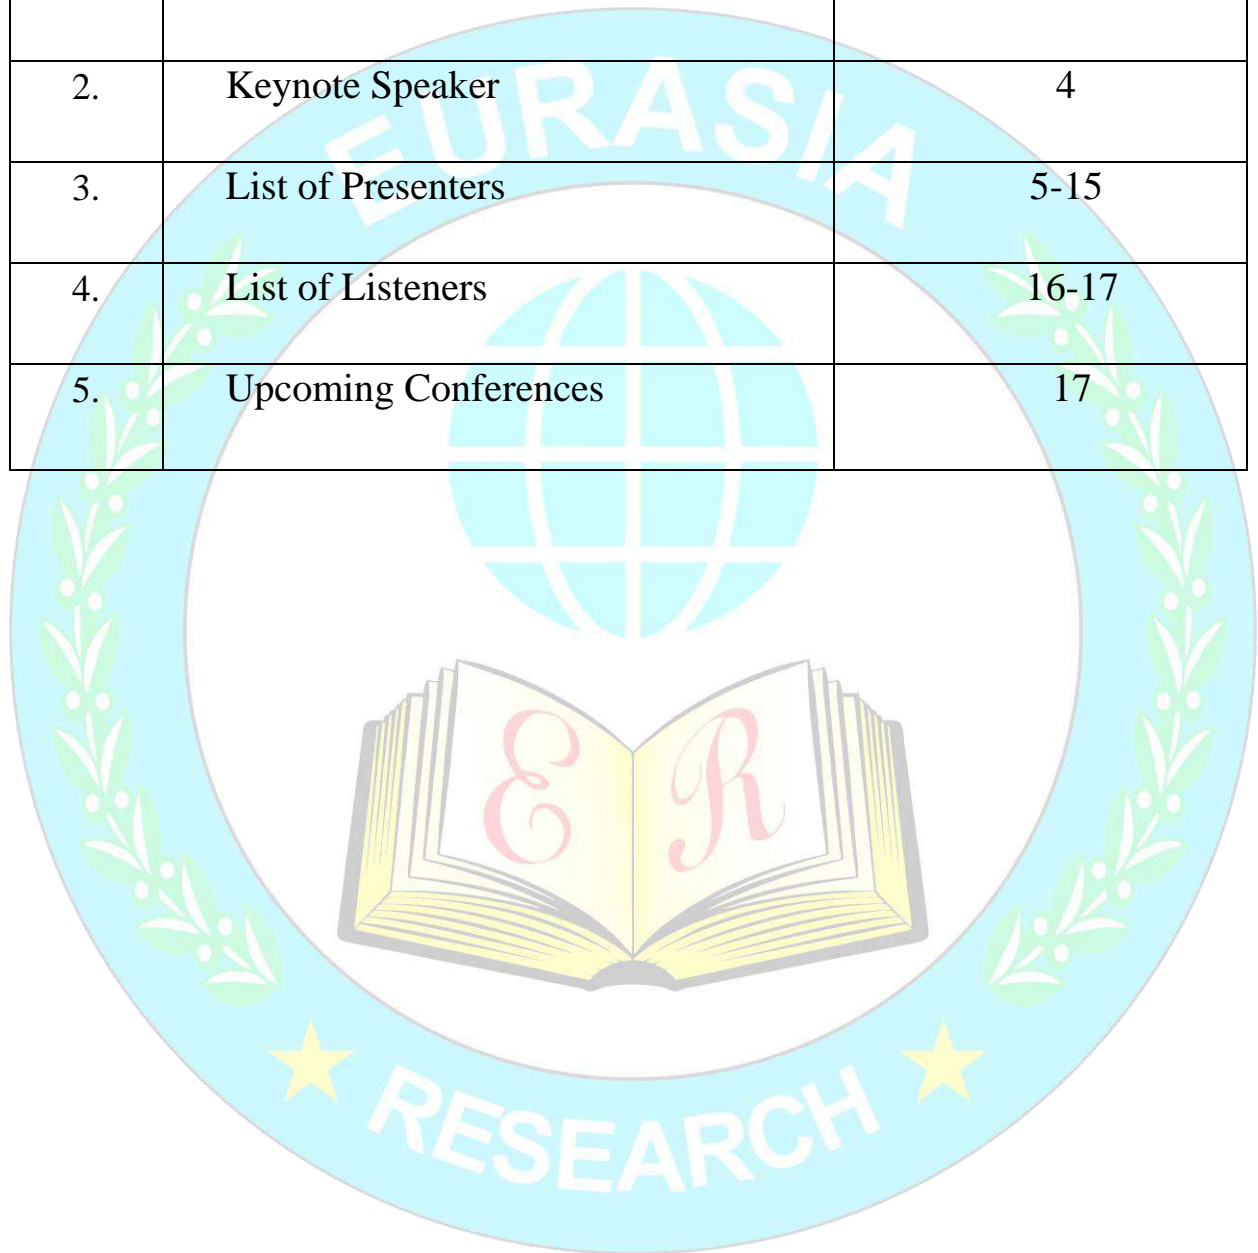 2. Keynote Speaker 4
3. List of Presenters 5-15
4. List of Listeners 16-17
5. Upcoming Conferences 17
EURASIA
E R
RESEARCH